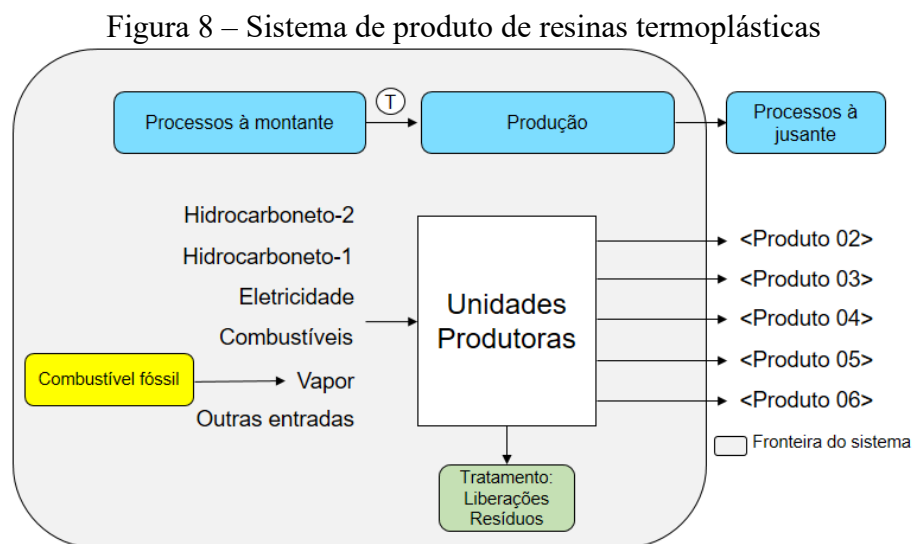 Figura 8 – Sistema de produto de resinas termoplásticas
Processos à montante
T
Produção
Processos à
jusante
Hidrocarboneto-2
Hidrocarboneto-1
Eletricidade
Combustíveis
Combustível fóssil
Vapor
Outras entradas
Unidades
Produtoras
<Produto 02>
<Produto 03>
<Produto 04>
<Produto 05>
<Produto 06>
Fronteira do sistema
Tratamento:
Liberações
Resíduos